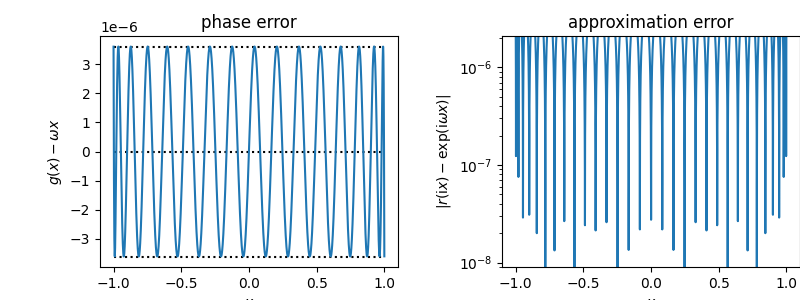 phase error
1e−6
g(x) − ωx
3
2
1
0
−1
−2
−3
−1.0 −0.5 0.0 0.5 1.0
approximation error
|r(ix) − exp(iωx)|
10⁻⁶
10⁻⁷
10⁻⁸
−1.0 −0.5 0.0 0.5 1.0